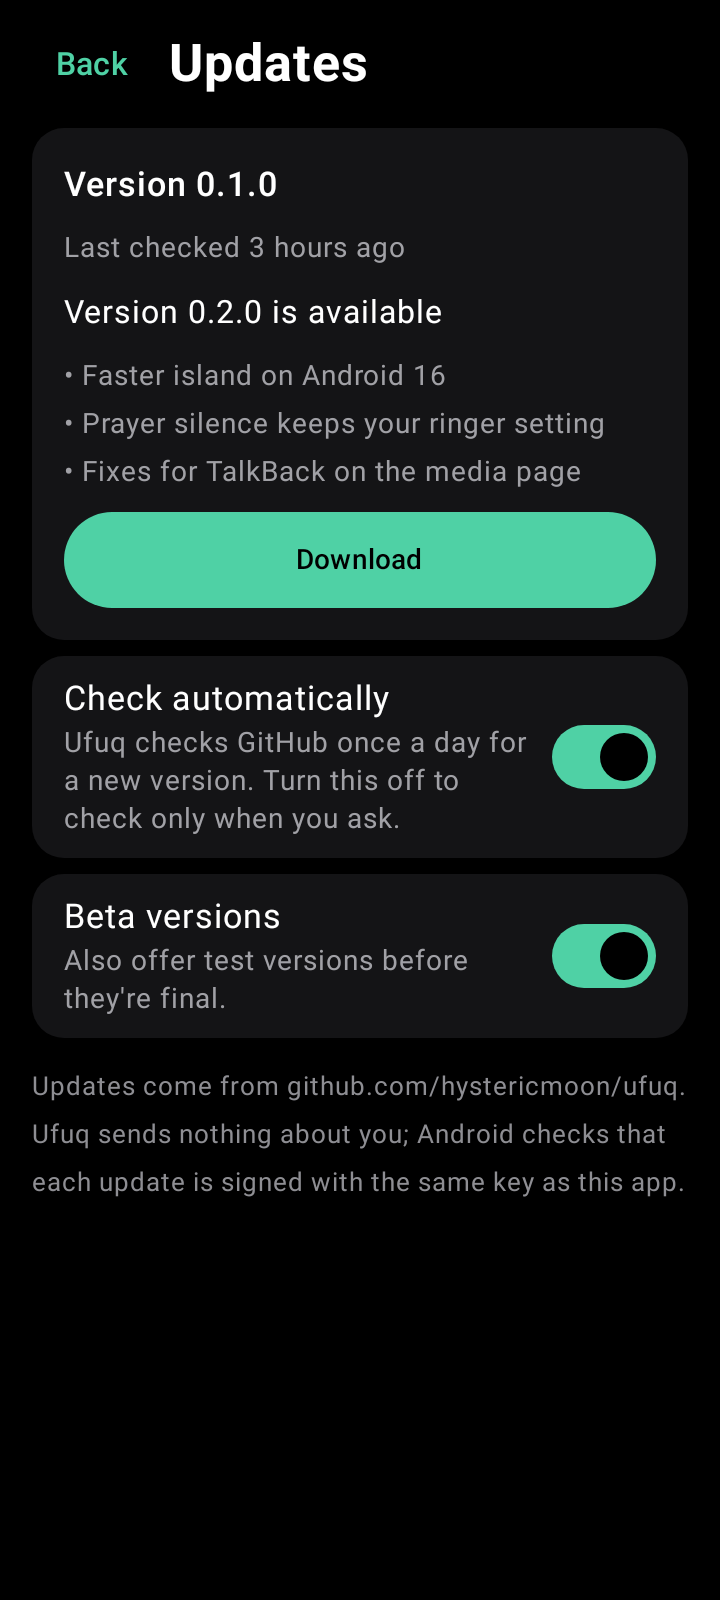 Back Updates
Version 0.1.0
Last checked 3 hours ago
Version 0.2.0 is available
• Faster island on Android 16
• Prayer silence keeps your ringer setting
• Fixes for TalkBack on the media page
Download
Check automatically
Ufuq checks GitHub once a day for
a new version. Turn this off to
check only when you ask.
Beta versions
Also offer test versions before
they're final.
Updates come from github.com/hystericmoon/ufuq.
Ufuq sends nothing about you; Android checks that
each update is signed with the same key as this app.